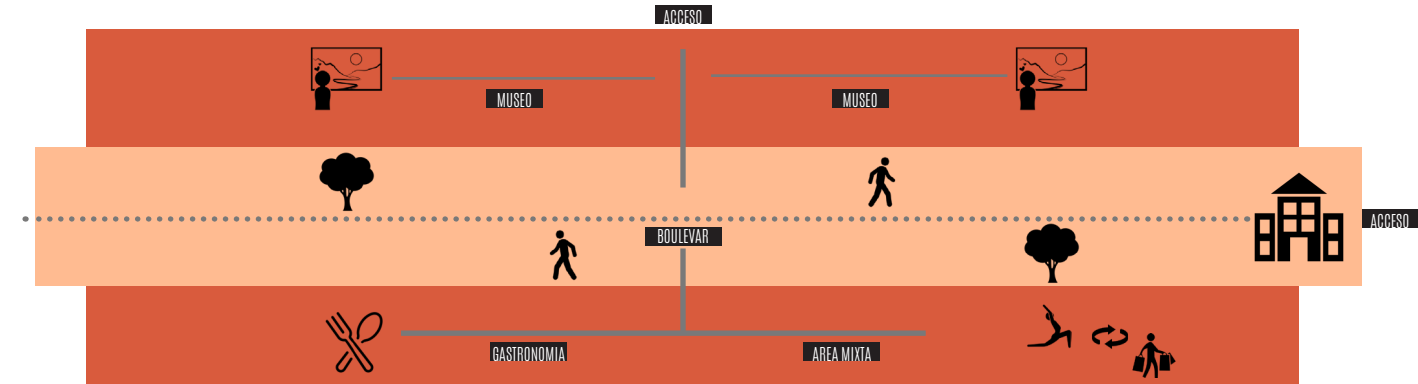 ACCESO
MUSEO
MUSEO
BOULEVAR
ACCESO
GASTRONOMIA
AREA MIXTA